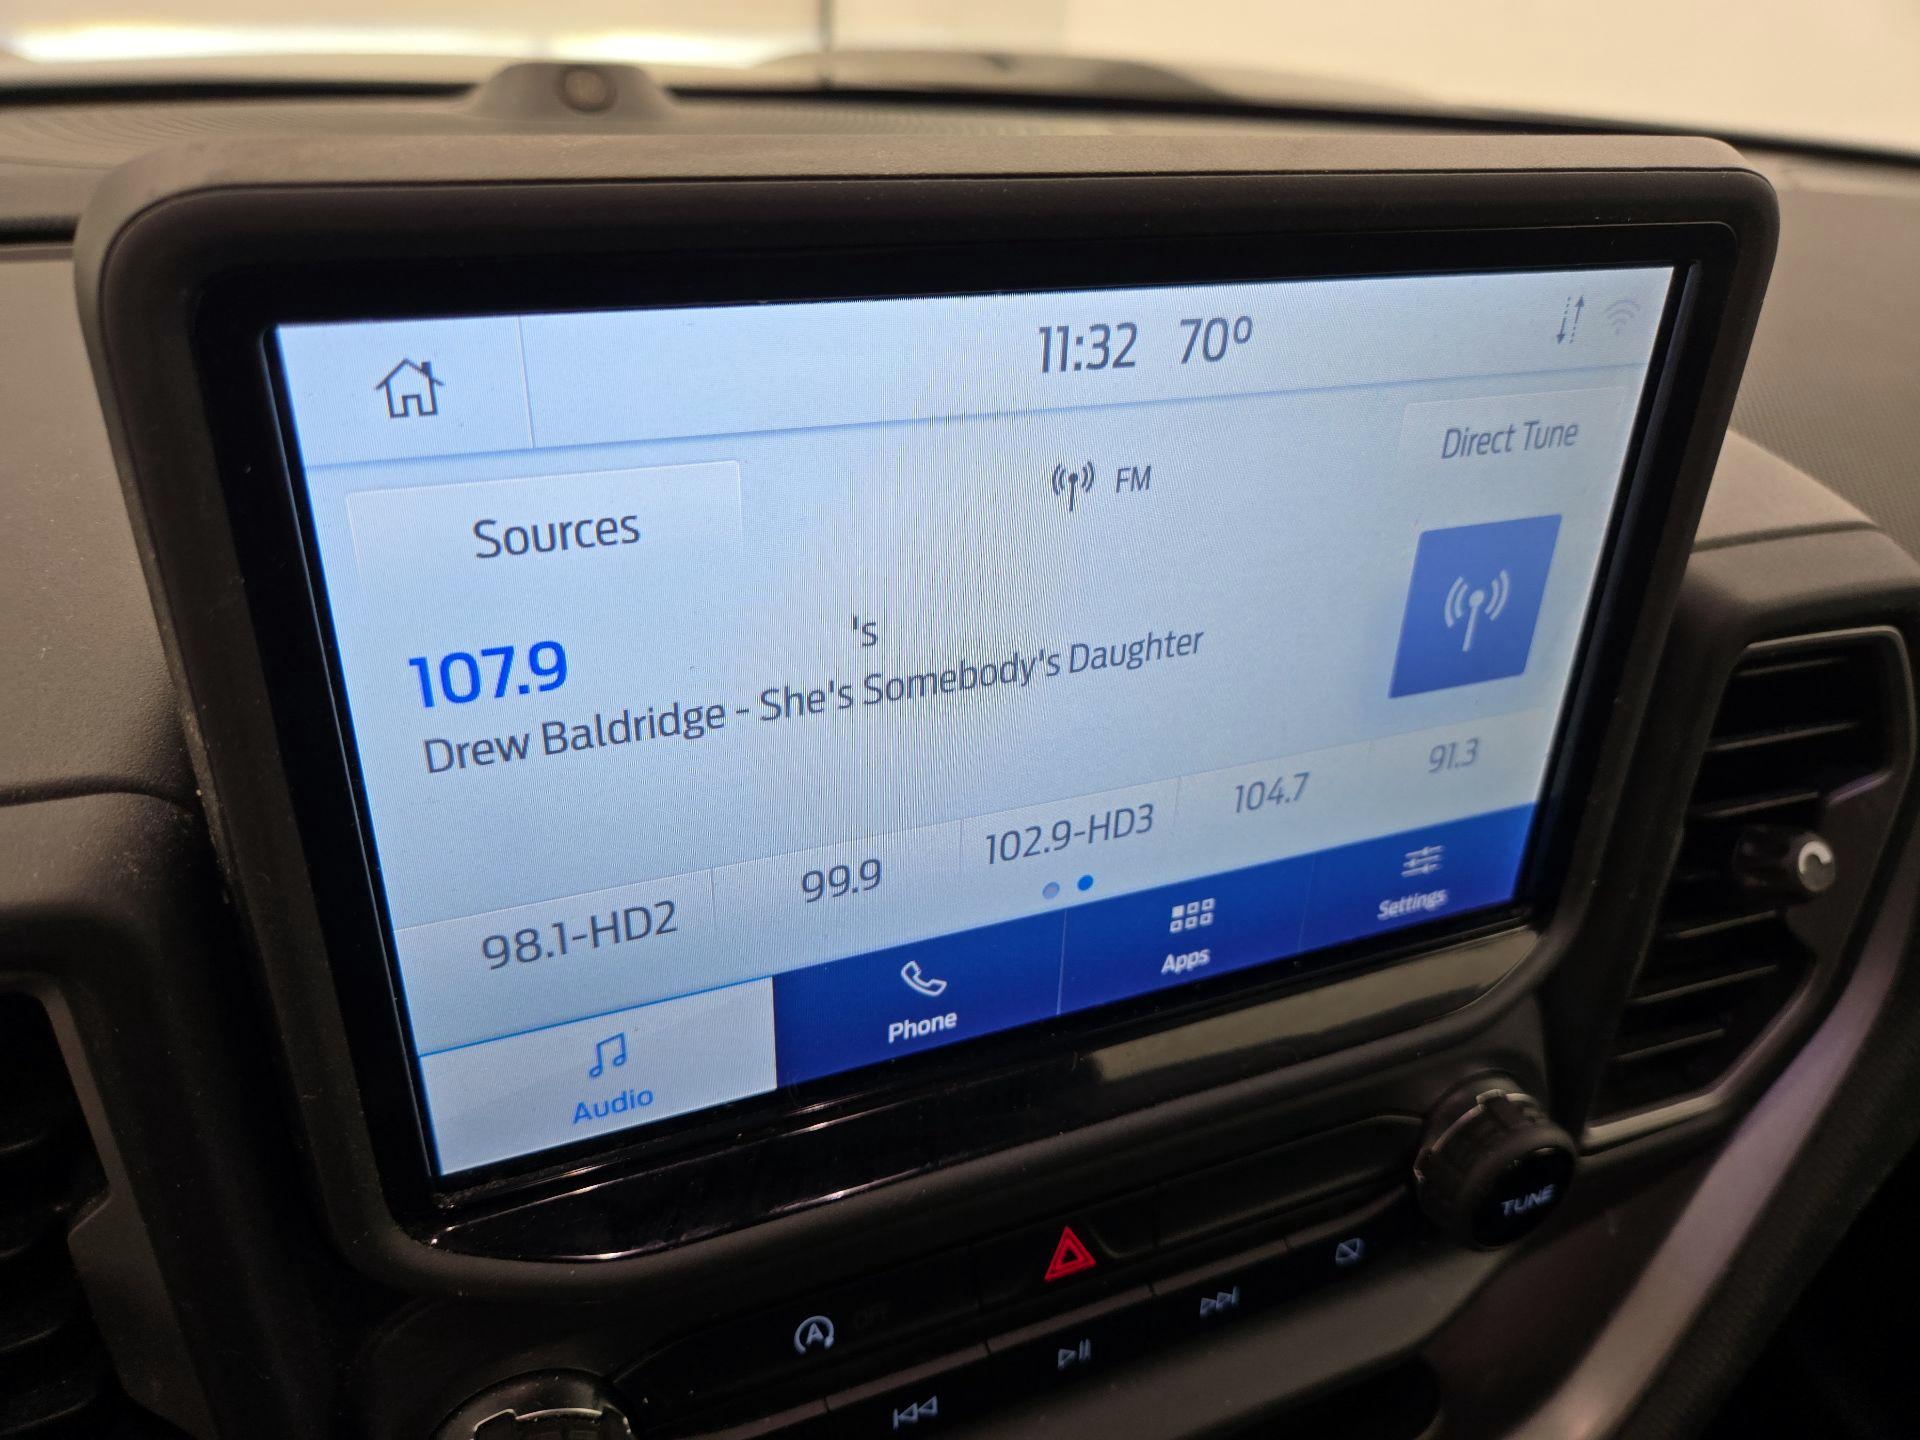 11:32 70°
Direct Tune
FM
Sources
107.9
's
Drew Baldridge - She's Somebody's Daughter
98.1-HD2 99.9 102.9-HD3 104.7 91.3
Audio Phone Apps Settings
TUNE
A OFF